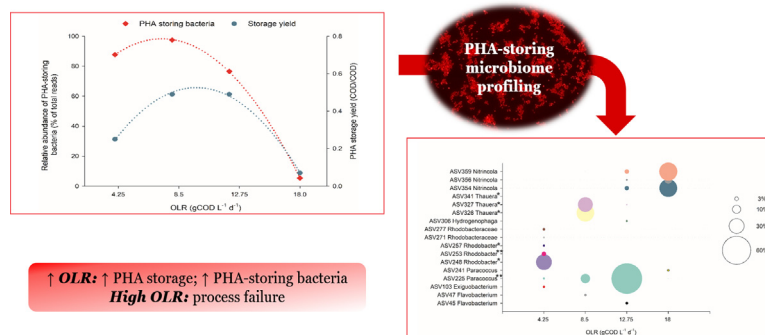 PHA storing bacteria Storage yield
100
80
60
40
20
0
0.8
0.6
0.4
0.2
0.0
Relative abundance of PHA-storing
bacteria (% of total reads)
PHA storage yield (COD/COD)
4.25 8.5 12.75 18.0
OLR (gCOD L⁻¹ d⁻¹)
PHA-storing
microbiome
profiling
ASV359 Nitrincola
ASV356 Nitrincola
ASV354 Nitrincola
ASV341 Thauera*
ASV327 Thauera*
ASV328 Thauera*
ASV306 Hydrogenophaga
ASV277 Rhodobacteraceae
ASV271 Rhodobacteraceae
ASV257 Rhodobacter*
ASV253 Rhodobacter**
ASV248 Rhodobacter*
ASV241 Paracoccus
ASV225 Paracoccus**
ASV103 Exiguobacterium
ASV47 Flavobacterium
ASV45 Flavobacterium
4.25 8.5 12.75 18
OLR (gCOD L⁻¹ d⁻¹)
3%
10%
30%
60%
↑ OLR: ↑ PHA storage; ↑ PHA-storing bacteria
High OLR: process failure